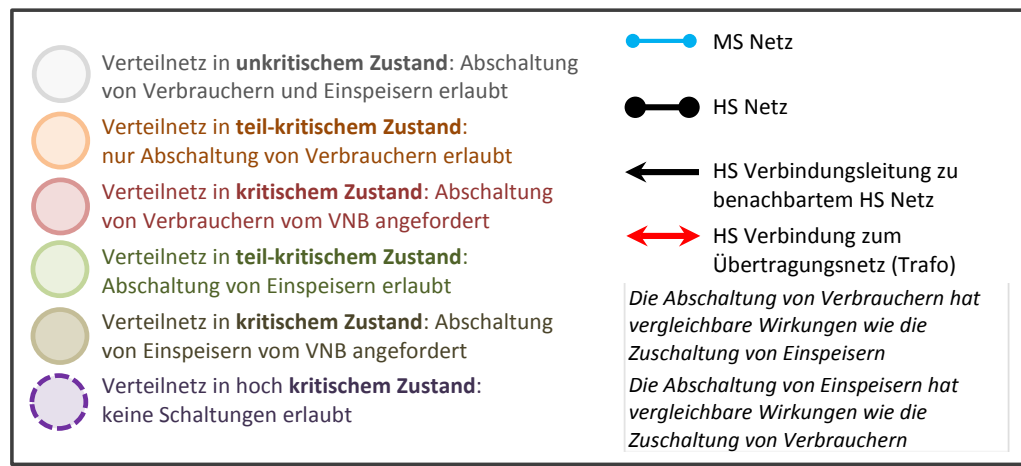 Verteilnetz in unkritischem Zustand: Abschaltung
von Verbrauchern und Einspeisern erlaubt
Verteilnetz in teil-kritischem Zustand:
nur Abschaltung von Verbrauchern erlaubt
Verteilnetz in kritischem Zustand: Abschaltung
von Verbrauchern vom VNB angefordert
Verteilnetz in teil-kritischem Zustand:
Abschaltung von Einspeisern erlaubt
Verteilnetz in kritischem Zustand: Abschaltung
von Einspeisern vom VNB angefordert
Verteilnetz in hoch kritischem Zustand:
keine Schaltungen erlaubt
MS Netz
HS Netz
HS Verbindungsleitung zu
benachbartem HS Netz
HS Verbindung zum
Übertragungsnetz (Trafo)
Die Abschaltung von Verbrauchern hat
vergleichbare Wirkungen wie die
Zuschaltung von Einspeisern
Die Abschaltung von Einspeisern hat
vergleichbare Wirkungen wie die
Zuschaltung von Verbrauchern